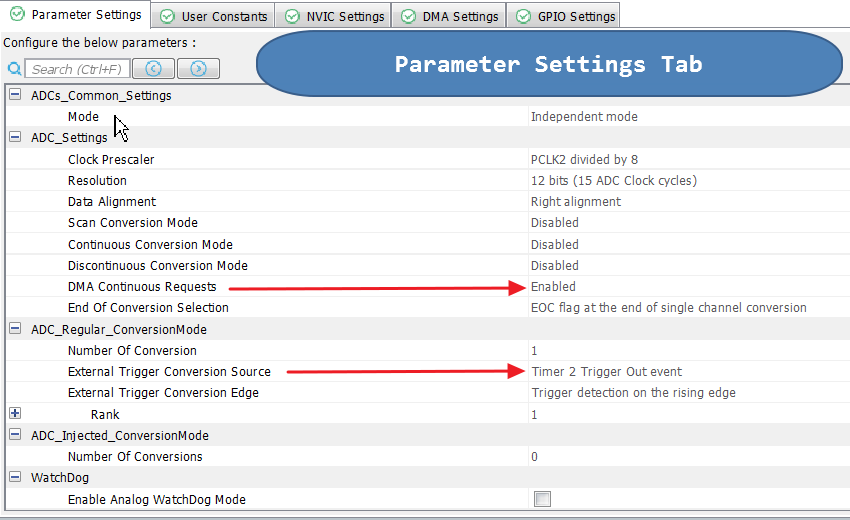 Parameter Settings User Constants NVIC Settings DMA Settings GPIO Settings
Configure the below parameters :
Search (Ctrl+F)
Parameter Settings Tab
ADCs_Common_Settings
Mode Independent mode
ADC_Settings
Clock Prescaler PCLK2 divided by 8
Resolution 12 bits (15 ADC Clock cycles)
Data Alignment Right alignment
Scan Conversion Mode Disabled
Continuous Conversion Mode Disabled
Discontinuous Conversion Mode Disabled
DMA Continuous Requests Enabled
End Of Conversion Selection EOC flag at the end of single channel conversion
ADC_Regular_ConversionMode
Number Of Conversion 1
External Trigger Conversion Source Timer 2 Trigger Out event
External Trigger Conversion Edge Trigger detection on the rising edge
Rank 1
ADC_Injected_ConversionMode
Number Of Conversions 0
WatchDog
Enable Analog WatchDog Mode